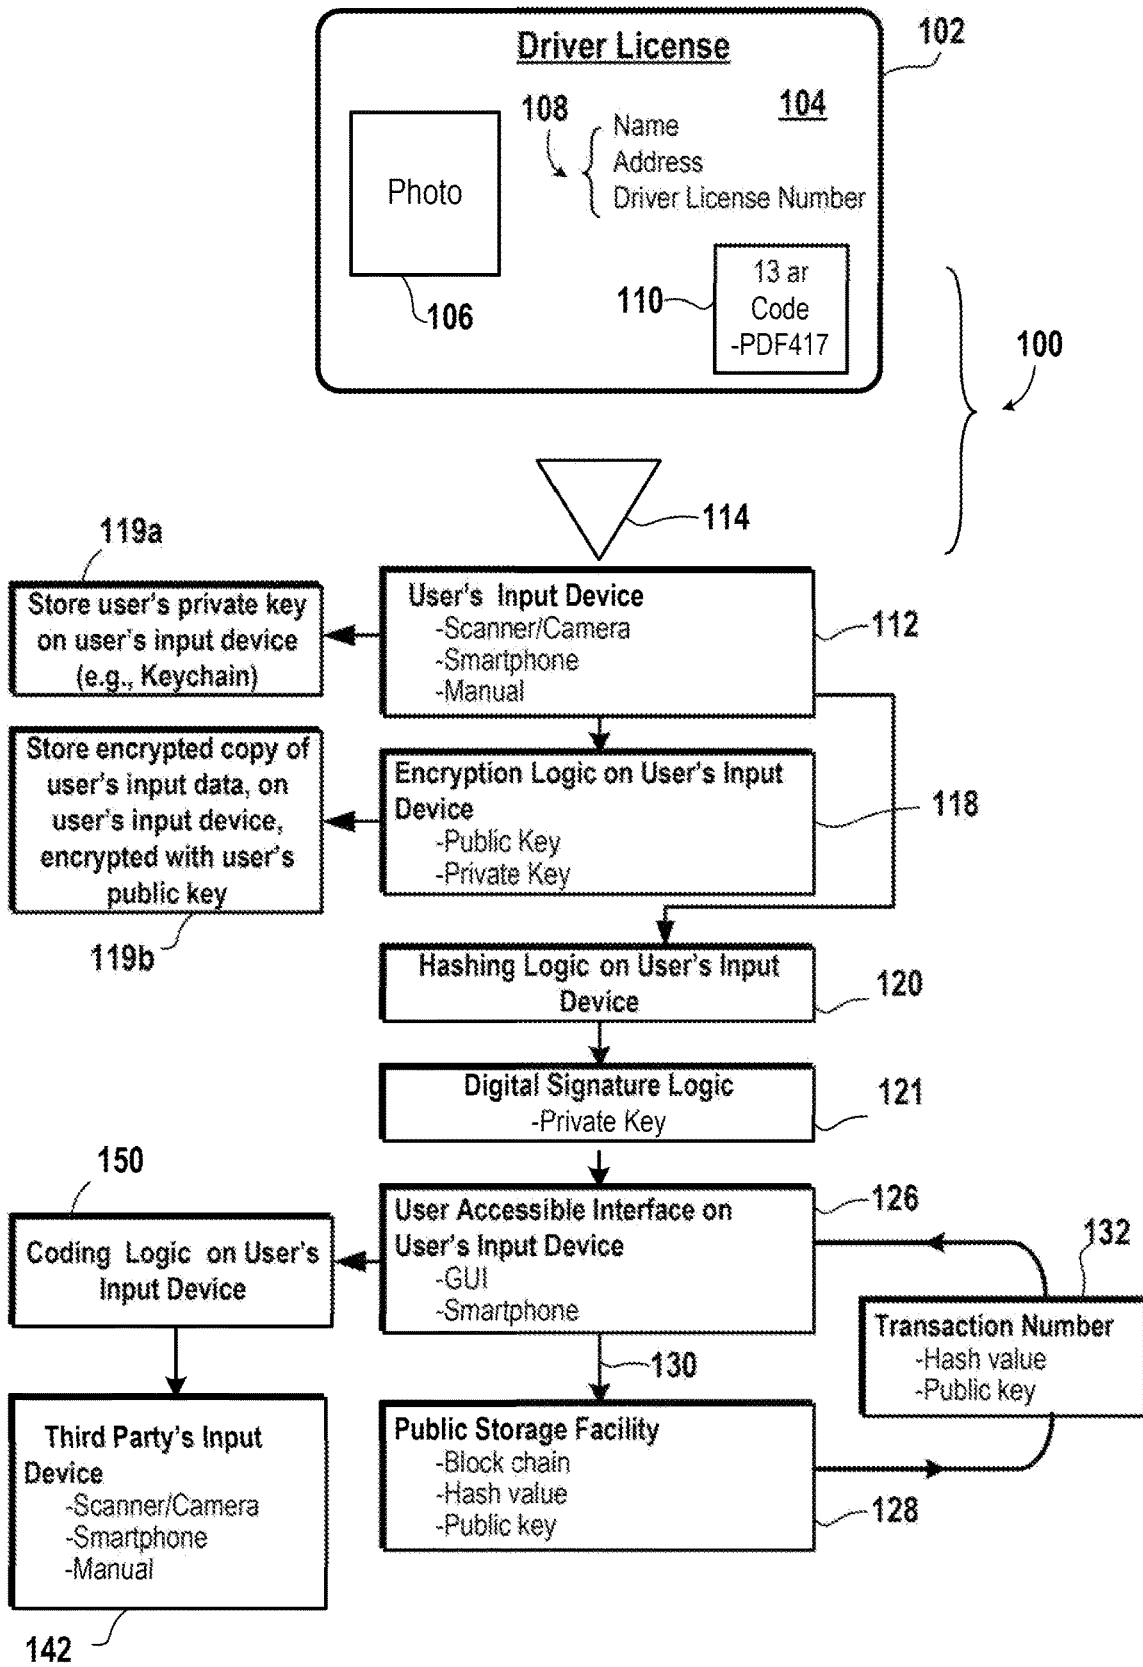 Driver License
102
104
108
Name
Address
Driver License Number
Photo
106
110
13 ar
Code
-PDF417
100
114
119a
Store user's private key
on user's input device
(e.g., Keychain)
User's Input Device
-Scanner/Camera
-Smartphone
-Manual
112
Store encrypted copy of
user's input data, on
user's input device,
encrypted with user's
public key
119b
Encryption Logic on User's Input
Device
-Public Key
-Private Key
118
Hashing Logic on User's Input
Device
120
Digital Signature Logic
-Private Key
121
150
Coding Logic on User's
Input Device
User Accessible Interface on
User's Input Device
-GUI
-Smartphone
126
132
Transaction Number
-Hash value
-Public key
130
Third Party's Input
Device
-Scanner/Camera
-Smartphone
-Manual
142
Public Storage Facility
-Block chain
-Hash value
-Public key
128